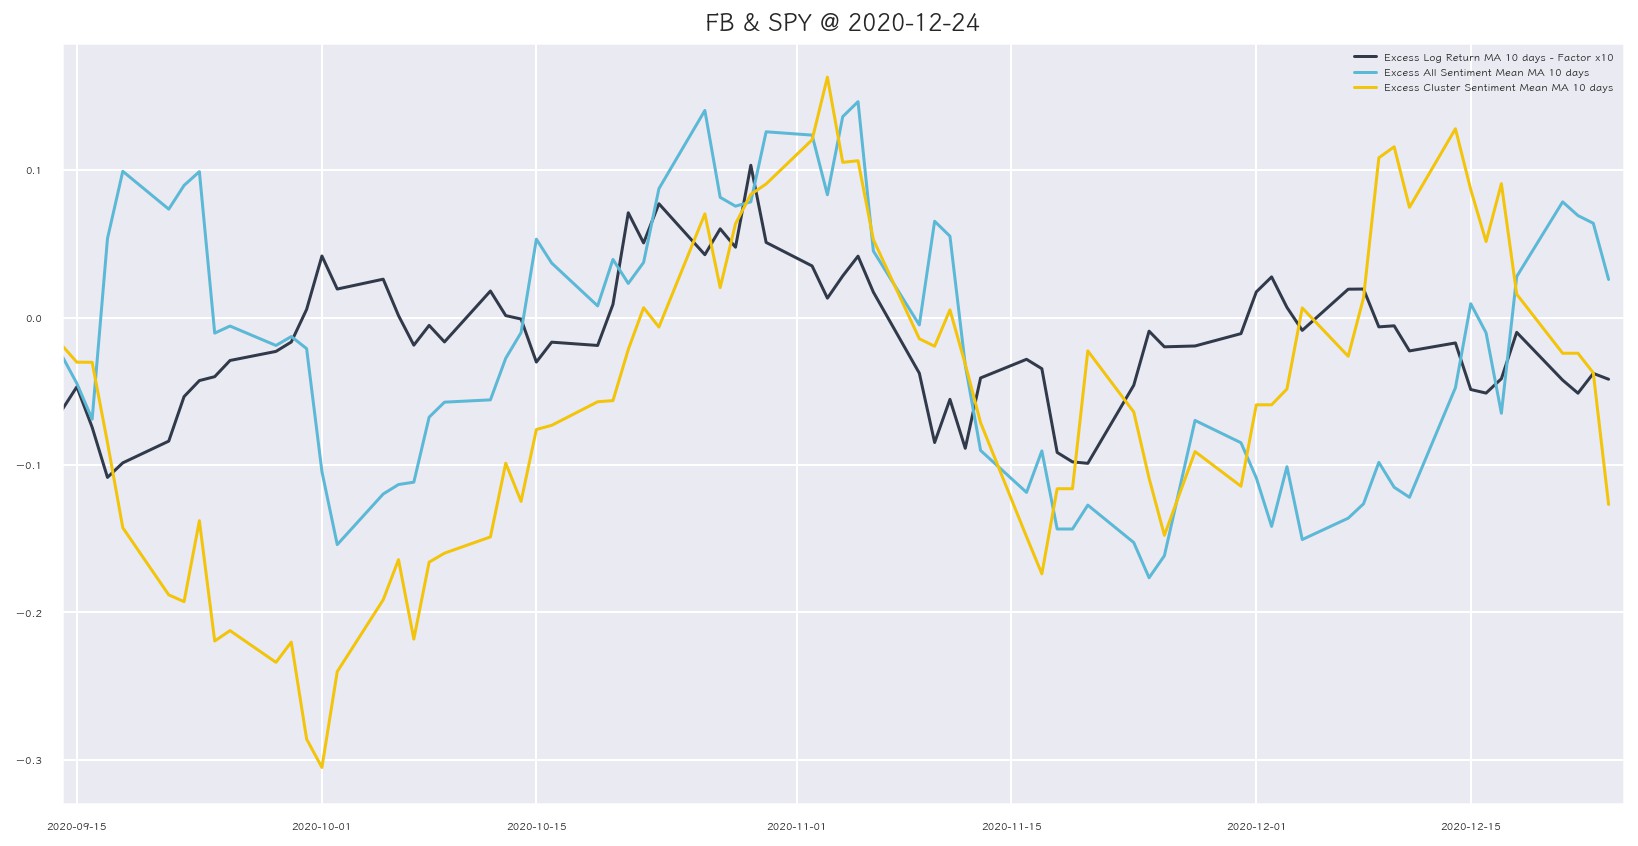 FB & SPY @ 2020-12-24
Excess Log Return MA 10 days - Factor x10
Excess All Sentiment Mean MA 10 days
Excess Cluster Sentiment Mean MA 10 days
0.1
0.0
−0.1
−0.2
−0.3
2020-09-15 2020-10-01 2020-10-15 2020-11-01 2020-11-15 2020-12-01 2020-12-15